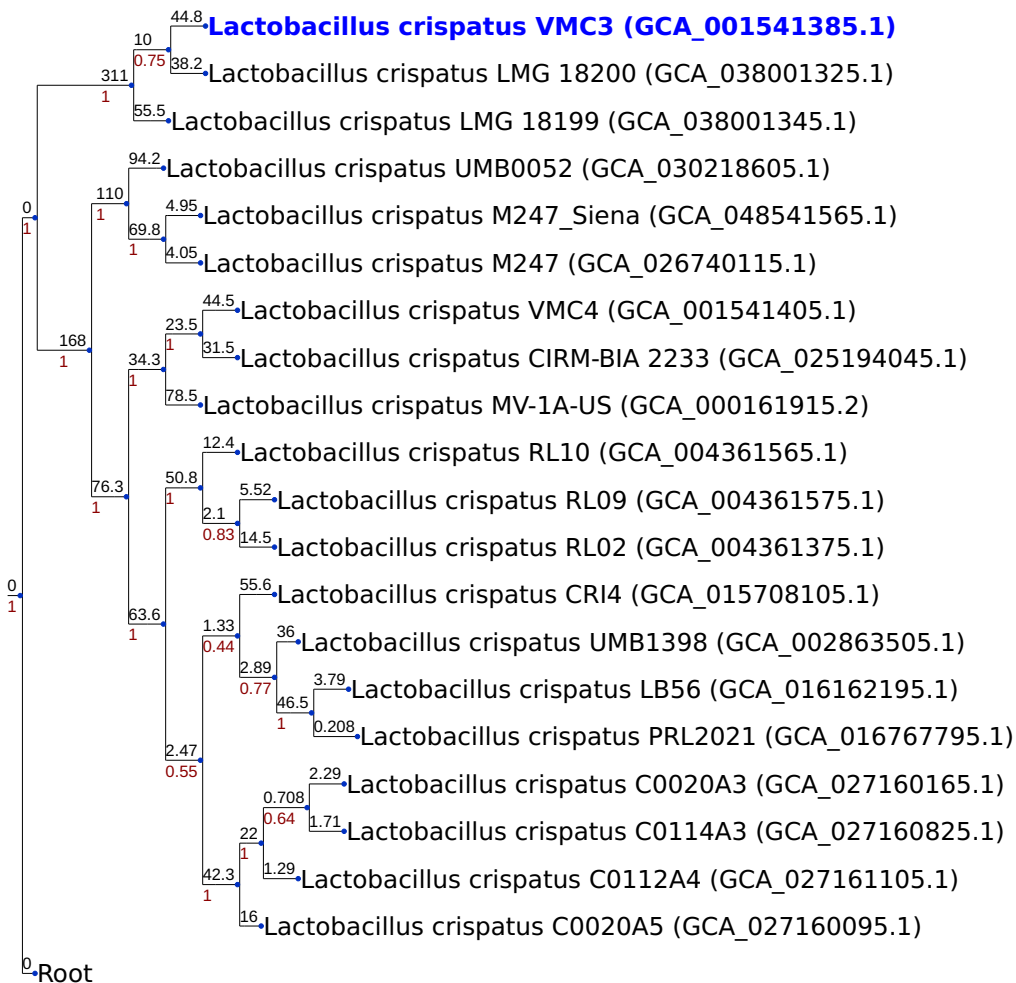 44.8
Lactobacillus crispatus VMC3 (GCA_001541385.1)
10
0.75
38.2
Lactobacillus crispatus LMG 18200 (GCA_038001325.1)
311
1
55.5
Lactobacillus crispatus LMG 18199 (GCA_038001345.1)
94.2
Lactobacillus crispatus UMB0052 (GCA_030218605.1)
110
1
4.95
Lactobacillus crispatus M247_Siena (GCA_048541565.1)
0
1
69.8
1
4.05
Lactobacillus crispatus M247 (GCA_026740115.1)
44.5
Lactobacillus crispatus VMC4 (GCA_001541405.1)
23.5
1
168
1
31.5
Lactobacillus crispatus CIRM-BIA 2233 (GCA_025194045.1)
34.3
1
78.5
Lactobacillus crispatus MV-1A-US (GCA_000161915.2)
12.4
Lactobacillus crispatus RL10 (GCA_004361565.1)
76.3
1
50.8
1
5.52
Lactobacillus crispatus RL09 (GCA_004361575.1)
2.1
0.83
14.5
Lactobacillus crispatus RL02 (GCA_004361375.1)
0
1
55.6
Lactobacillus crispatus CRI4 (GCA_015708105.1)
63.6
1
1.33
0.44
36
Lactobacillus crispatus UMB1398 (GCA_002863505.1)
2.89
0.77
3.79
Lactobacillus crispatus LB56 (GCA_016162195.1)
46.5
1
0.208
Lactobacillus crispatus PRL2021 (GCA_016767795.1)
2.47
0.55
2.29
Lactobacillus crispatus C0020A3 (GCA_027160165.1)
0.708
0.64
1.71
Lactobacillus crispatus C0114A3 (GCA_027160825.1)
22
1
1.29
Lactobacillus crispatus C0112A4 (GCA_027161105.1)
42.3
1
16
Lactobacillus crispatus C0020A5 (GCA_027160095.1)
0
Root